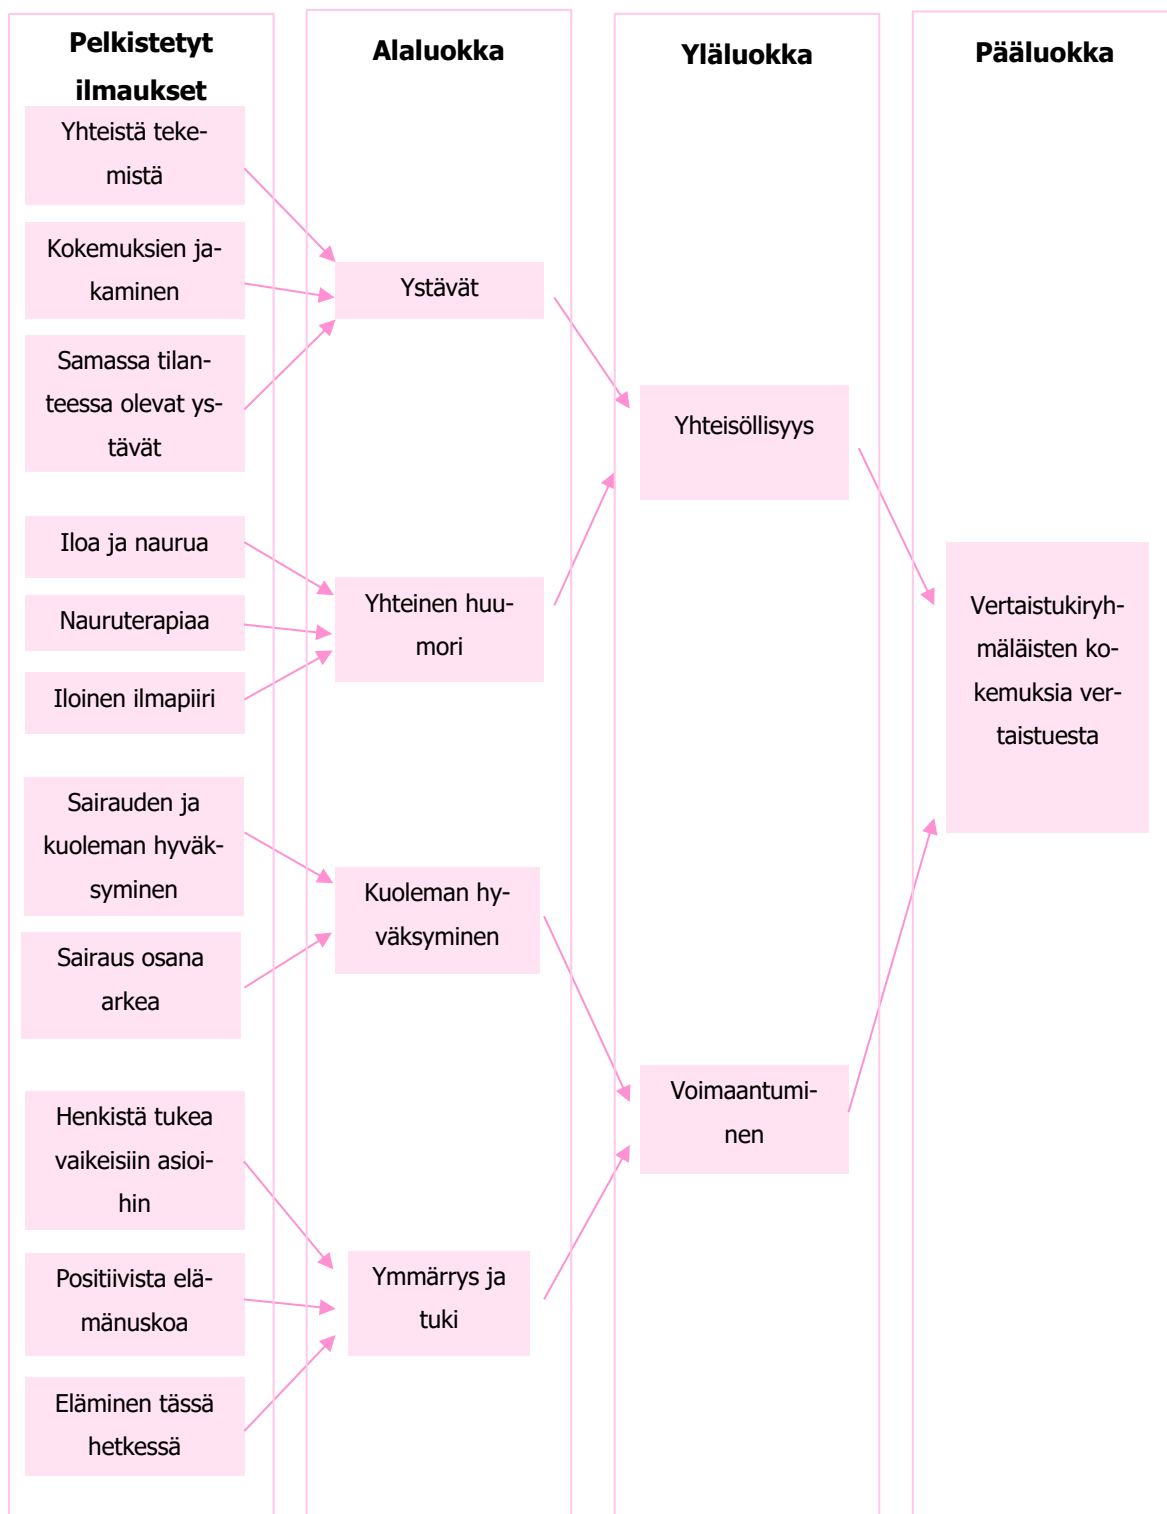 Pelkistetyt
ilmaukset
Yhteistä teke-
mistä
Kokemuksien ja-
kaminen
Samassa tilan-
teessa olevat ys-
tävät
Iloa ja naurua
Nauruterapiaa
Iloinen ilmapiiri
Sairauden ja
kuoleman hyväk-
syminen
Sairaus osana
arkea
Henkistä tukea
vaikeisiin asioi-
hin
Positiivista elä-
mänuskoa
Eläminen tässä
hetkessä
Alaluokka
Ystävät
Yhteinen huu-
mori
Kuoleman hy-
väksyminen
Ymmärrys ja
tuki
Yläluokka
Yhteisöllisyys
Voimaantumi-
nen
Pääluokka
Vertaistukiryh-
mäläisten ko-
kemuksia ver-
taistuesta